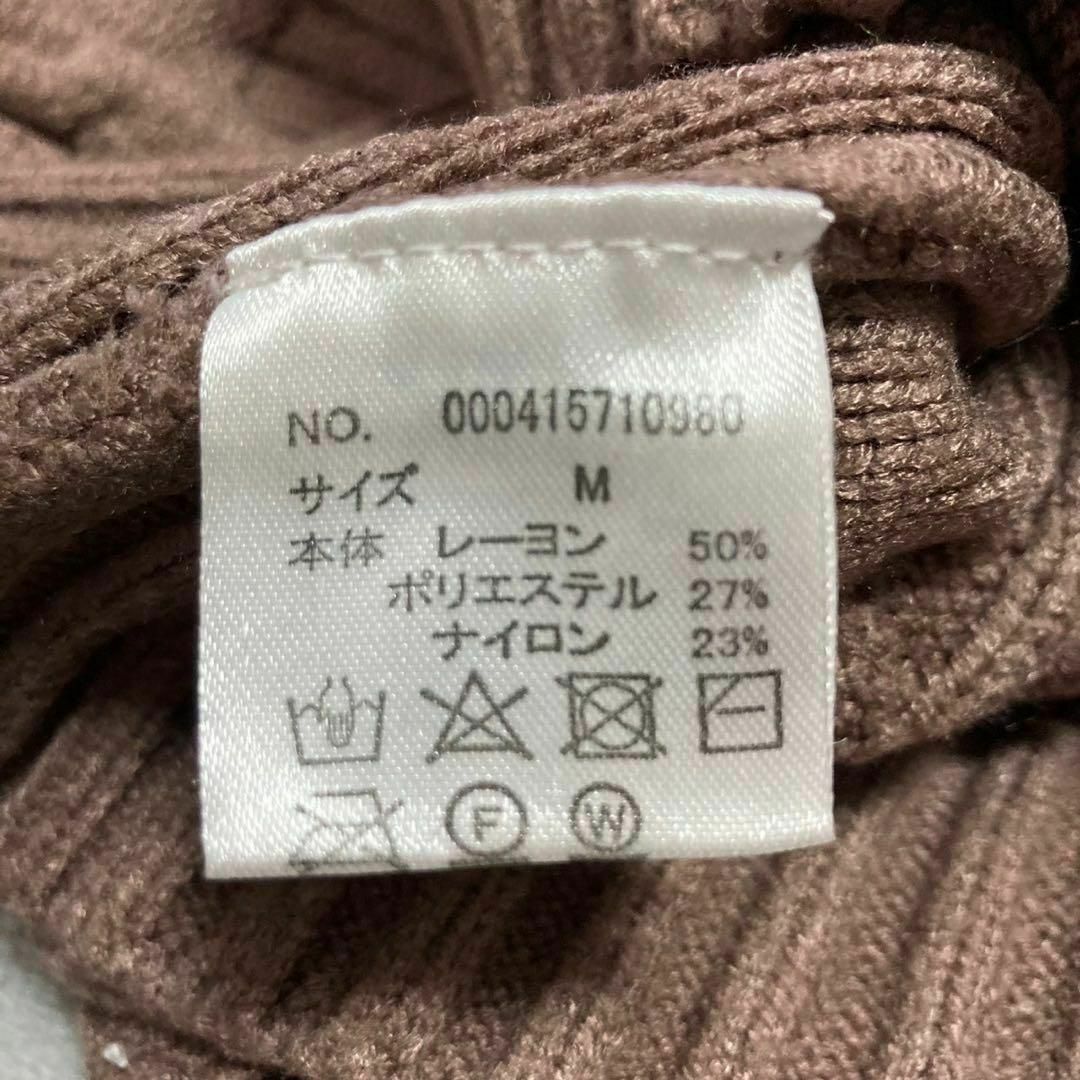 NO. 000415710980
サイズ M
本体 レーヨン 50%
ポリエステル 27%
ナイロン 23%
F W